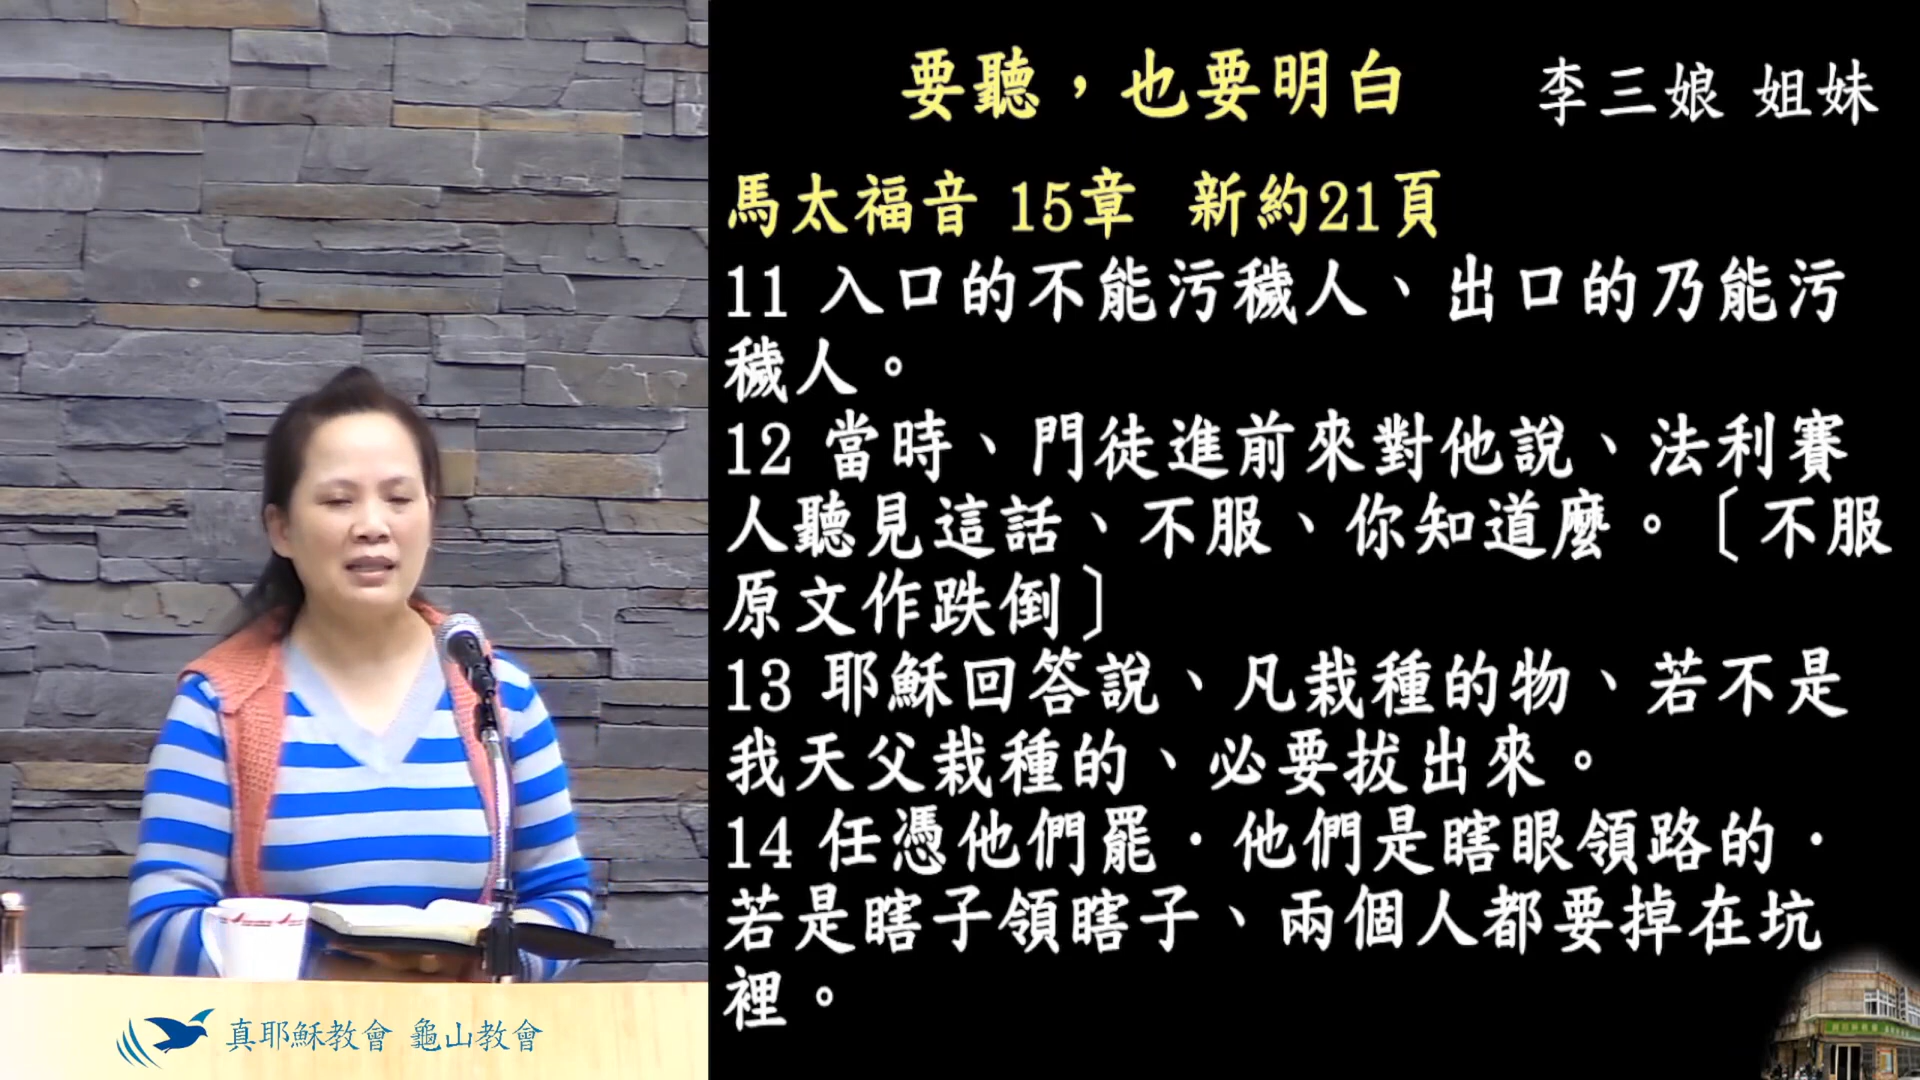 要聽，也要明白 李三娘 姐妹
馬太福音 15章 新約21頁
11 入口的不能污穢人、出口的乃能污
穢人。
12 當時、門徒進前來對他說、法利賽
人聽見這話、不服、你知道麼。〔不服
原文作跌倒〕
13 耶穌回答說、凡栽種的物、若不是
我天父栽種的、必要拔出來。
14 任憑他們罷．他們是瞎眼領路的．
若是瞎子領瞎子、兩個人都要掉在坑
裡。
真耶穌教會 龜山教會